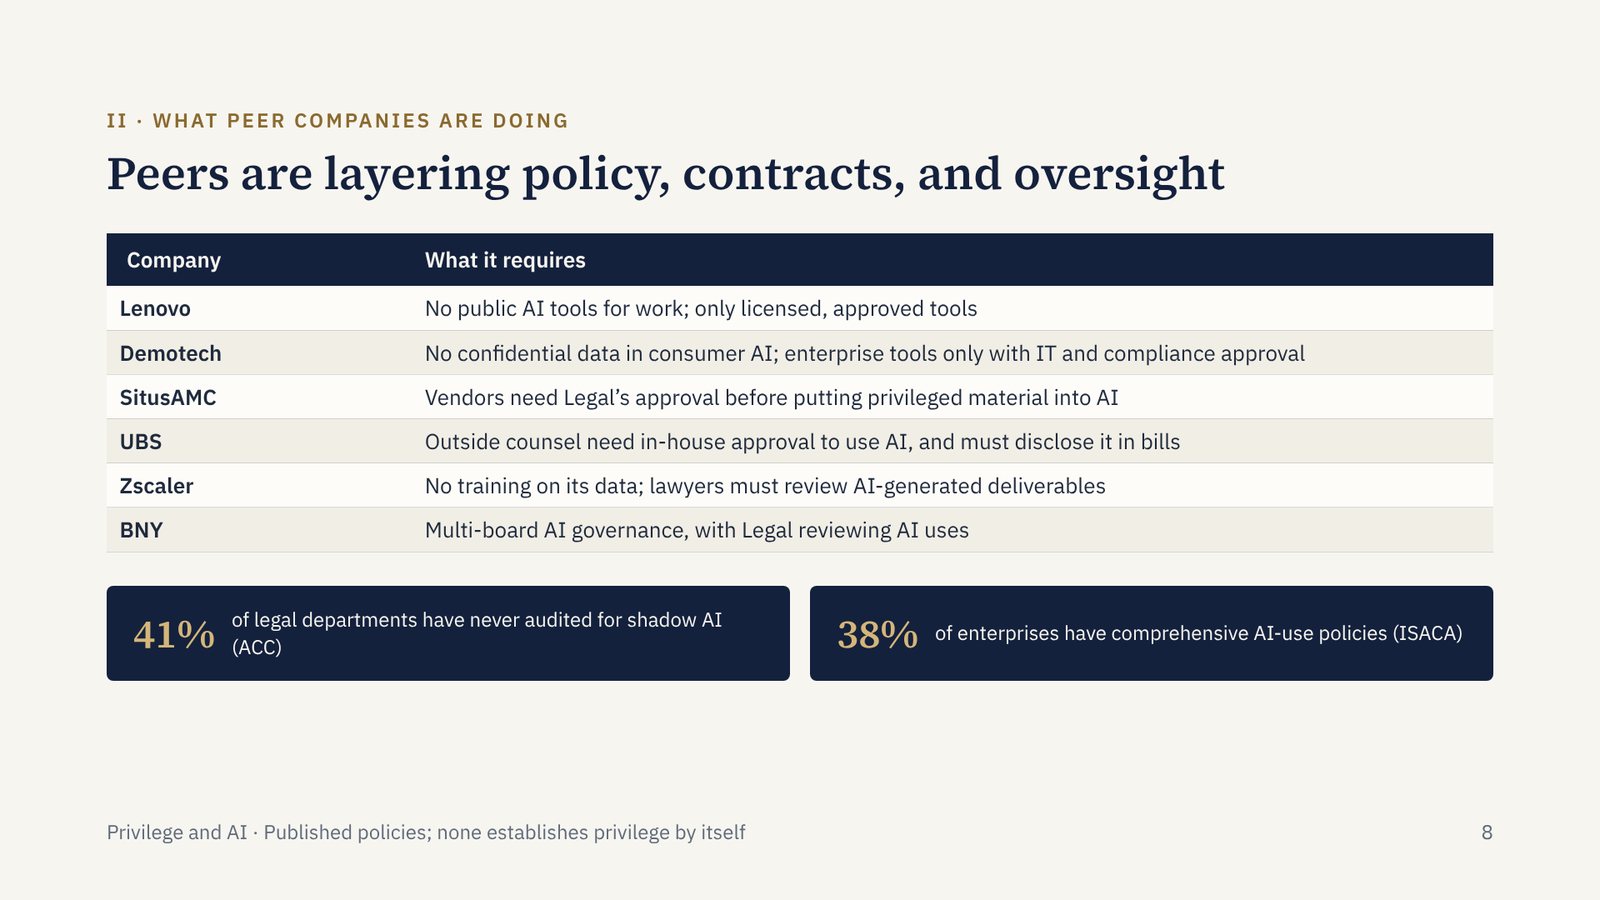 II · WHAT PEER COMPANIES ARE DOING
Peers are layering policy, contracts, and oversight
Company What it requires
Lenovo No public AI tools for work; only licensed, approved tools
Demotech No confidential data in consumer AI; enterprise tools only with IT and compliance approval
SitusAMC Vendors need Legal’s approval before putting privileged material into AI
UBS Outside counsel need in-house approval to use AI, and must disclose it in bills
Zscaler No training on its data; lawyers must review AI-generated deliverables
BNY Multi-board AI governance, with Legal reviewing AI uses
41% of legal departments have never audited for shadow AI
(ACC)
38% of enterprises have comprehensive AI-use policies (ISACA)
Privilege and AI · Published policies; none establishes privilege by itself 8